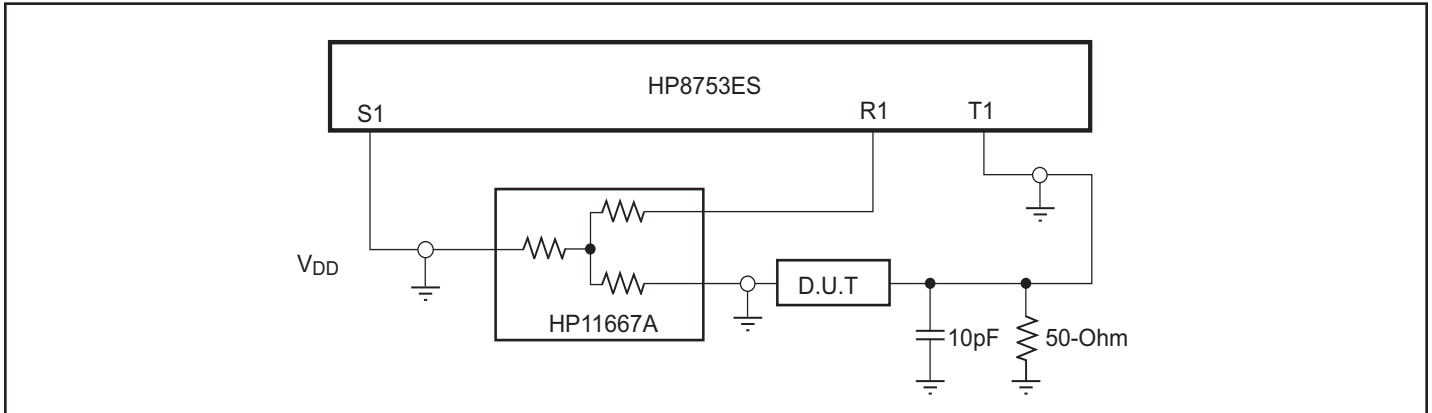 HP8753ES
S1
R1
T1
VDD
HP11667A
D.U.T
10pF
50-Ohm